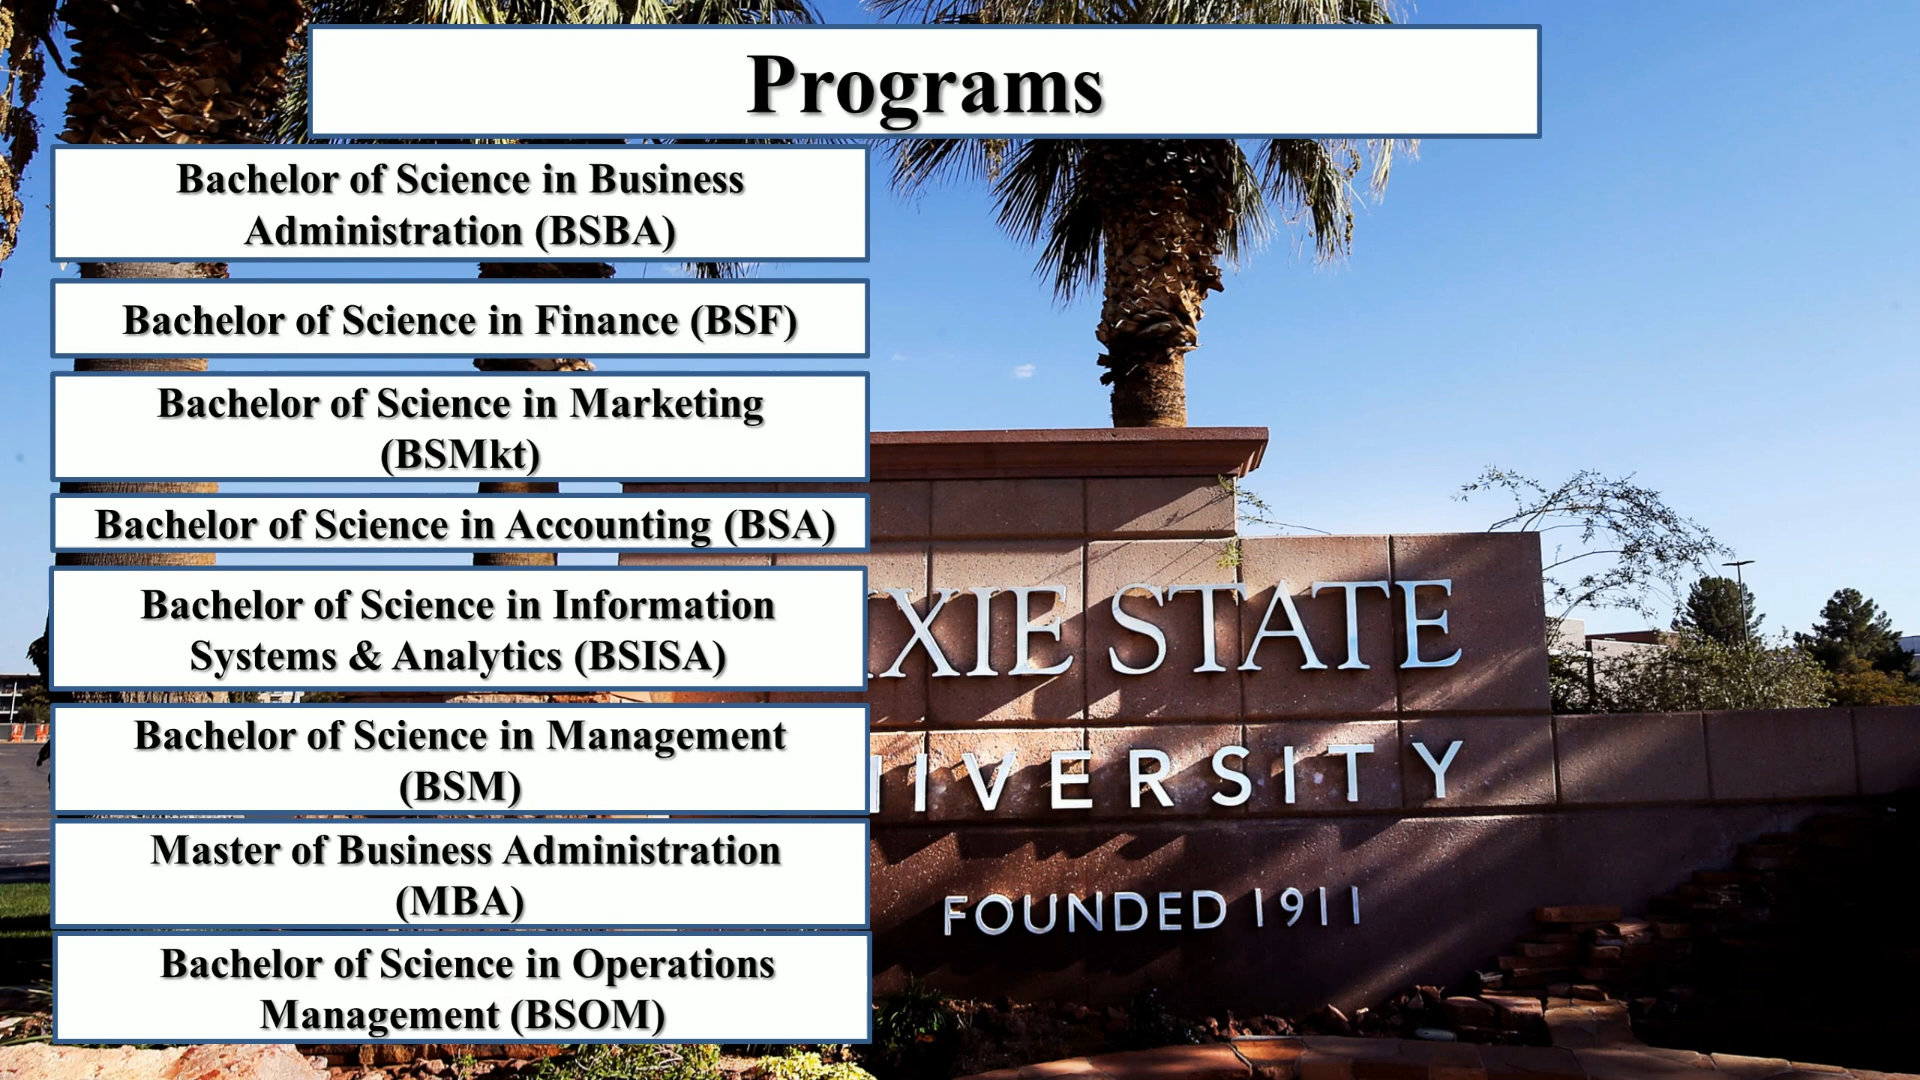 Programs
Bachelor of Science in Business
Administration (BSBA)
Bachelor of Science in Finance (BSF)
Bachelor of Science in Marketing
(BSMkt)
Bachelor of Science in Accounting (BSA)
Bachelor of Science in Information
Systems & Analytics (BSISA)
Bachelor of Science in Management
(BSM)
Master of Business Administration
(MBA)
Bachelor of Science in Operations
Management (BSOM)
IXIE STATE
IVERSITY
FOUNDED 1911